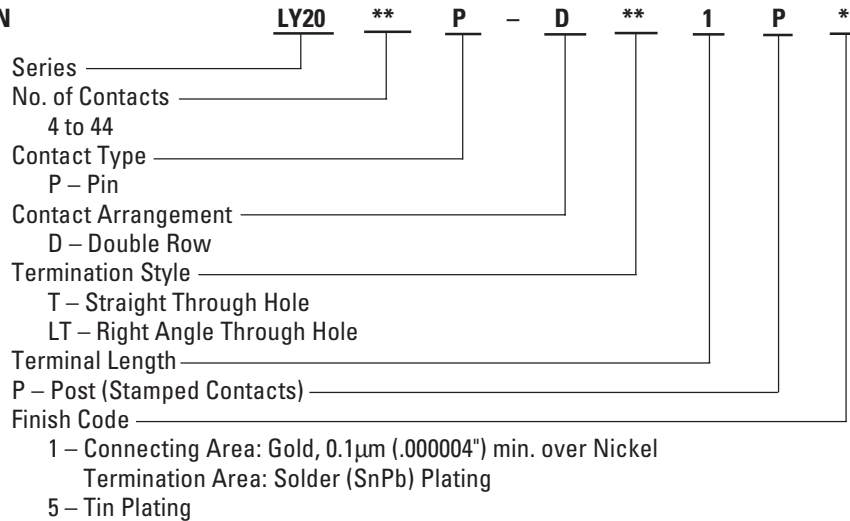 N LY20 ** P – D ** 1 P *
Series
No. of Contacts
4 to 44
Contact Type
P – Pin
Contact Arrangement
D – Double Row
Termination Style
T – Straight Through Hole
LT – Right Angle Through Hole
Terminal Length
P – Post (Stamped Contacts)
Finish Code
1 – Connecting Area: Gold, 0.1µm (.000004") min. over Nickel
Termination Area: Solder (SnPb) Plating
5 – Tin Plating